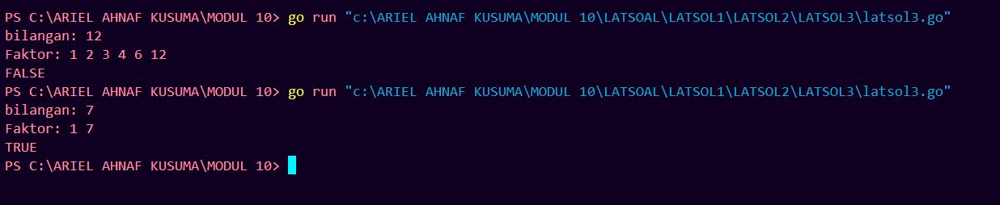 PS C:\ARIEL AHNAF KUSUMA\MODUL 10> go run "c:\ARIEL AHNAF KUSUMA\MODUL 10\LATSOAL\LATSOL1\LATSOL2\LATSOL3\latsol3.go"
bilangan: 12
Faktor: 1 2 3 4 6 12
FALSE
PS C:\ARIEL AHNAF KUSUMA\MODUL 10> go run "c:\ARIEL AHNAF KUSUMA\MODUL 10\LATSOAL\LATSOL1\LATSOL2\LATSOL3\latsol3.go"
bilangan: 7
Faktor: 1 7
TRUE
PS C:\ARIEL AHNAF KUSUMA\MODUL 10>